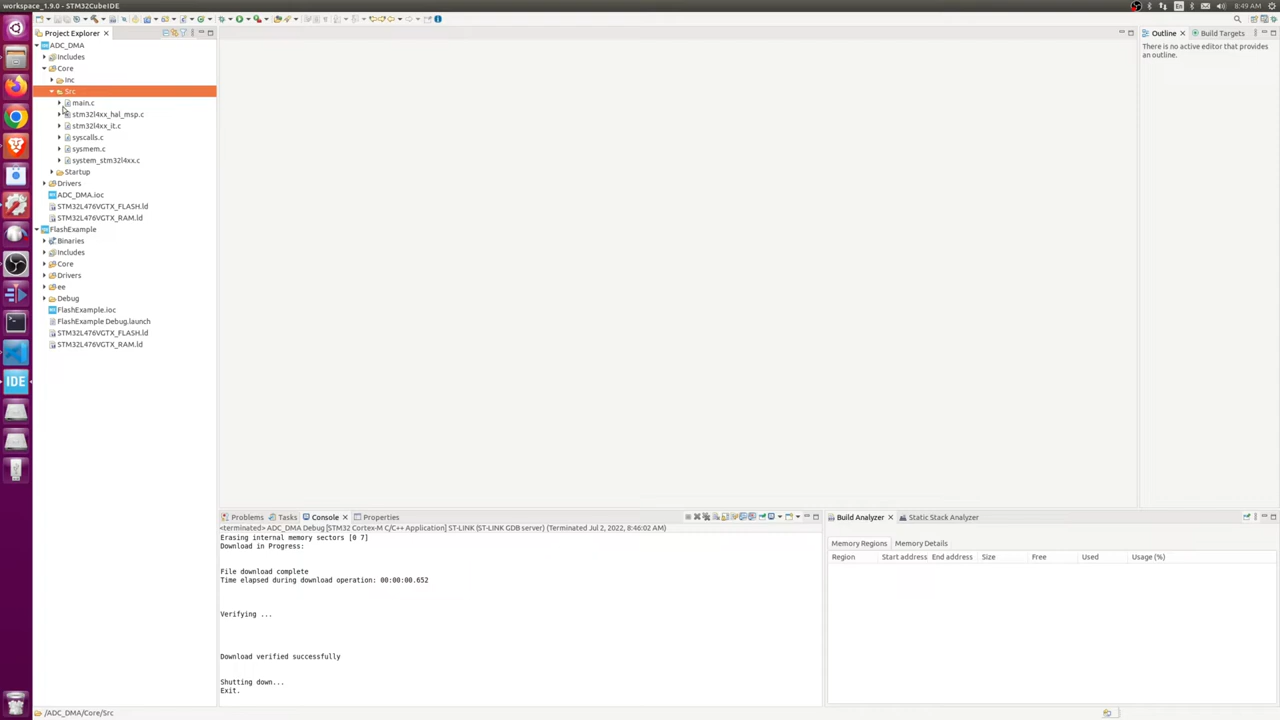 workspace_1.9.0 - STM32CubeIDE
En
8:49 AM
Project Explorer
ADC_DMA
Includes
Core
Inc
Src
main.c
stm32l4xx_hal_msp.c
stm32l4xx_it.c
syscalls.c
sysmem.c
system_stm32l4xx.c
Startup
Drivers
ADC_DMA.ioc
STM32L476VGTX_FLASH.ld
STM32L476VGTX_RAM.ld
FlashExample
Binaries
Includes
Core
Drivers
ee
Debug
FlashExample.ioc
FlashExample Debug.launch
STM32L476VGTX_FLASH.ld
STM32L476VGTX_RAM.ld
IDE
Outline
Build Targets
There is no active editor that provides
an outline.
Problems
Tasks
Console
Properties
<terminated> ADC_DMA Debug [STM32 Cortex-M C/C++ Application] ST-LINK (ST-LINK GDB server) (Terminated Jul 2, 2022, 8:46:02 AM)
Erasing internal memory sectors [0 7]
Download in Progress:
File download complete
Time elapsed during download operation: 00:00:00.652
Verifying ...
Download verified successfully
Shutting down...
Exit.
Build Analyzer
Static Stack Analyzer
Memory Regions
Memory Details
Region
Start address
End address
Size
Free
Used
Usage (%)
/ADC_DMA/Core/Src